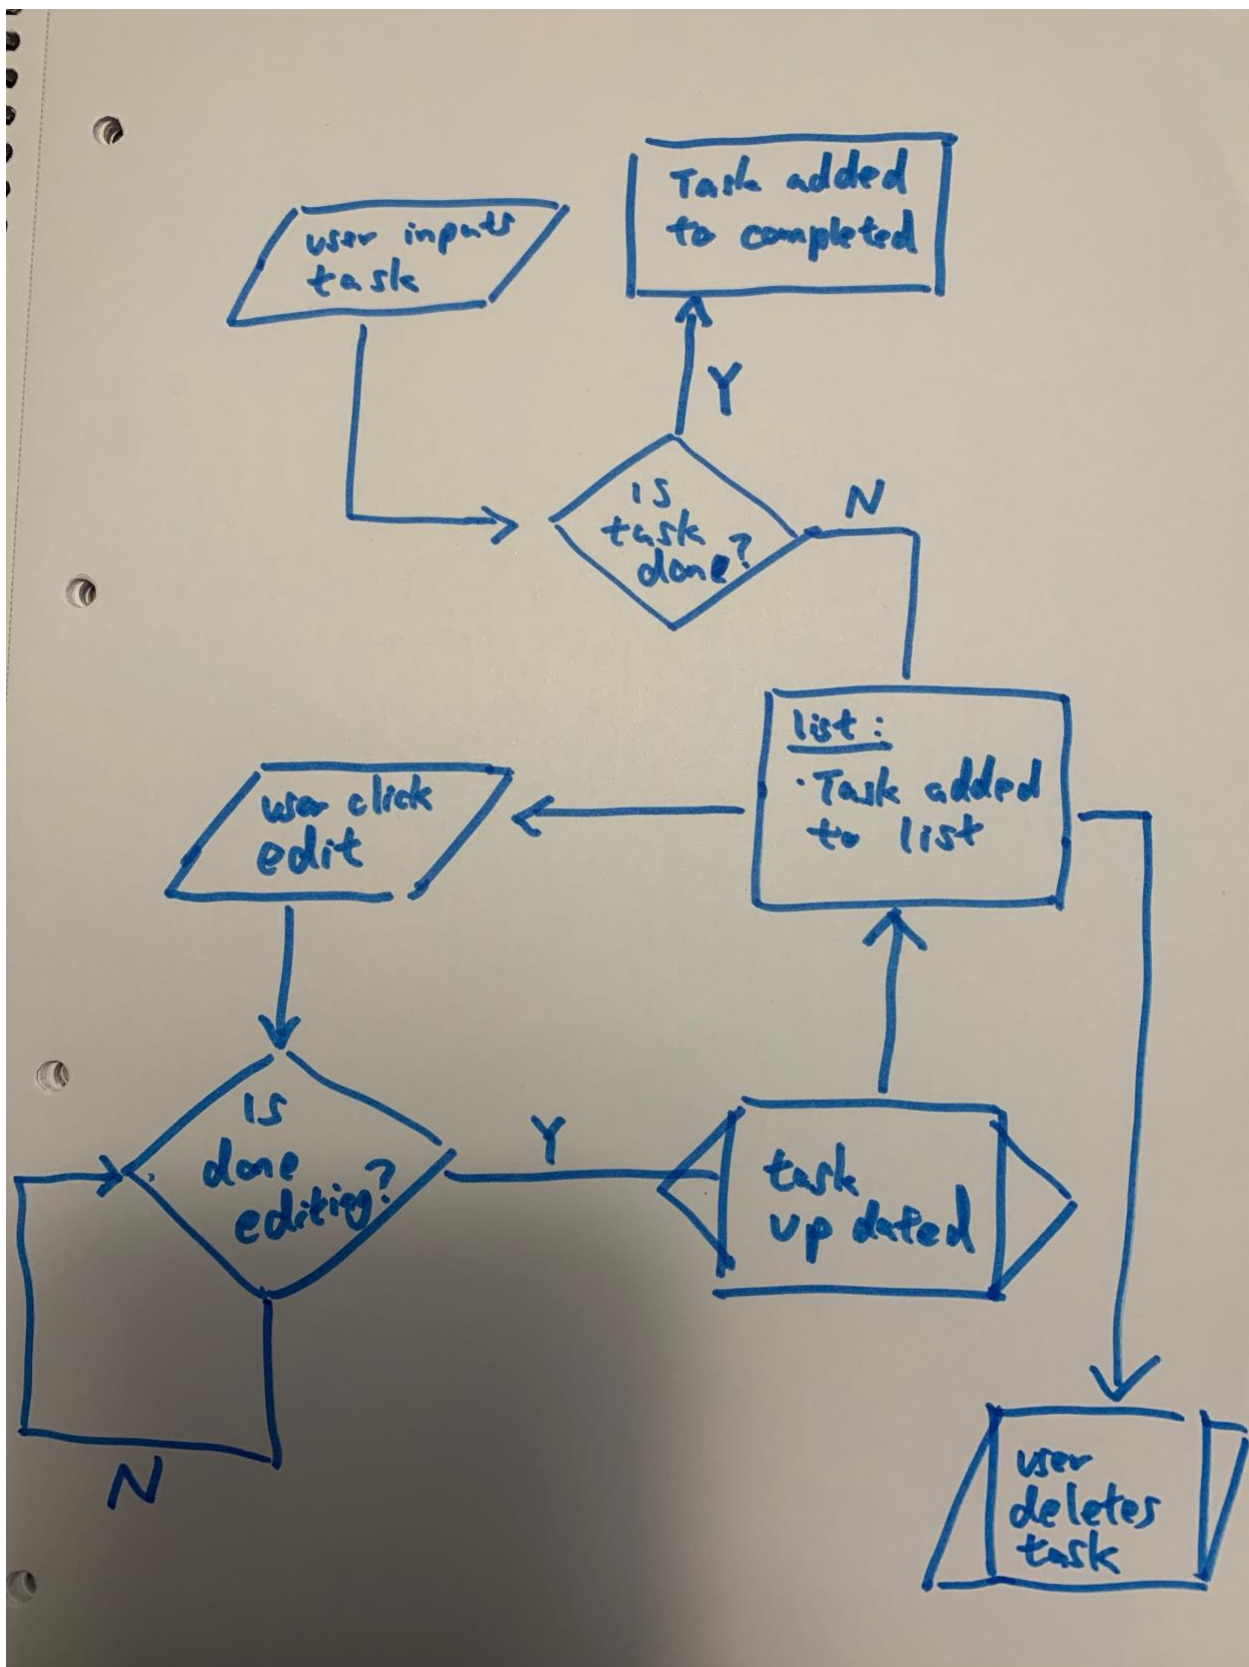 user inputs
task
Task added
to completed
Y
is
task
done?
N
list:
· Task added
to list
user click
edit
is
done
editing?
Y
task
updated
N
user
deletes
task